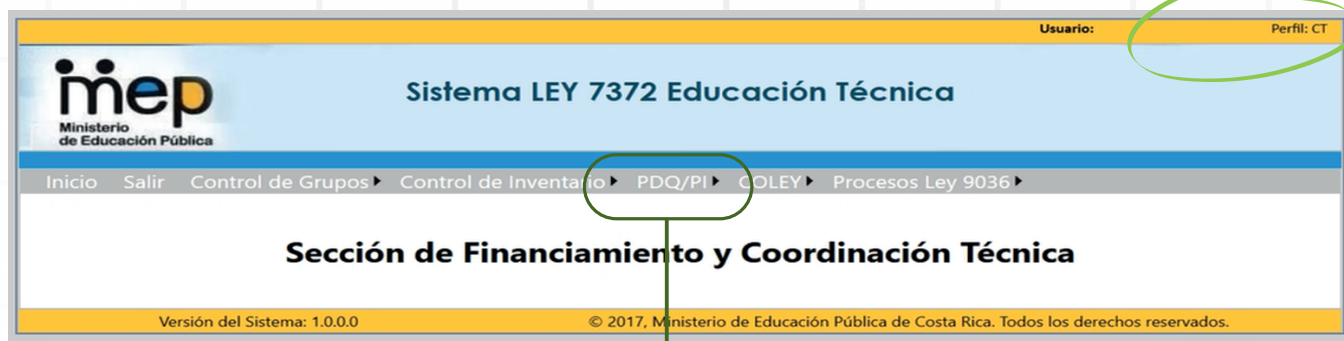 Usuario: Perfil: CT
mep
Ministerio
de Educación Pública
Sistema LEY 7372 Educación Técnica
Inicio Salir Control de Grupos Control de Inventario PDQ/PI COLEY Procesos Ley 9036
Sección de Financiamiento y Coordinación Técnica
Versión del Sistema: 1.0.0.0 © 2017, Ministerio de Educación Pública de Costa Rica. Todos los derechos reservados.